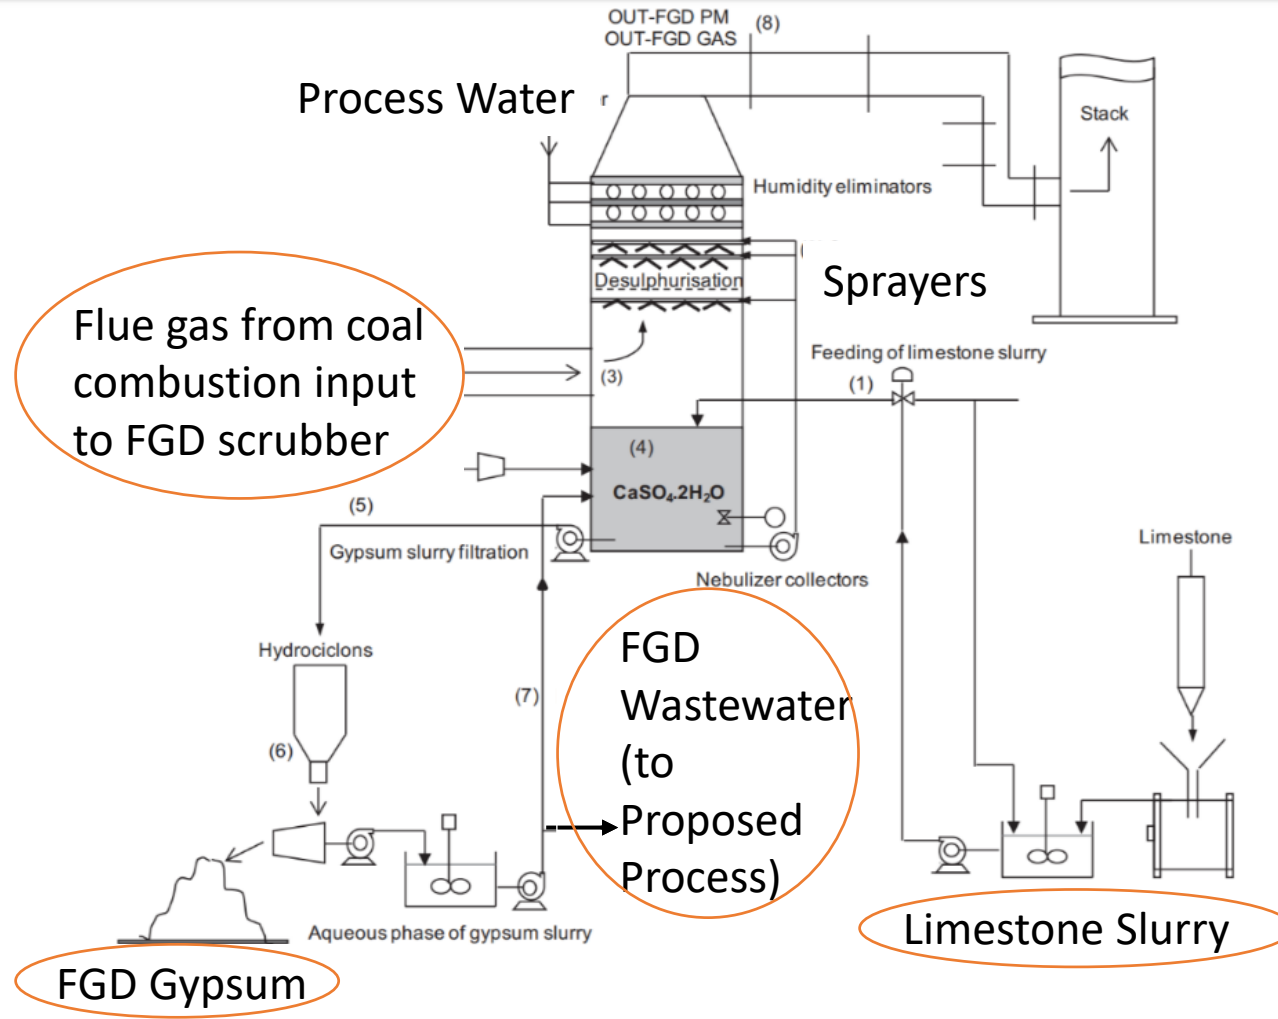 OUT-FGD PM
OUT-FGD GAS
(8)
Process Water
r
Stack
Humidity eliminators
Desulphurisation
Sprayers
Flue gas from coal
combustion input
to FGD scrubber
(3)
Feeding of limestone slurry
(1)
(4)
CaSO₄.2H₂O
(5)
Gypsum slurry filtration
Limestone
Nebulizer collectors
Hydrociclons
FGD
Wastewater
(to
Proposed
Process)
(7)
(6)
Aqueous phase of gypsum slurry
Limestone Slurry
FGD Gypsum